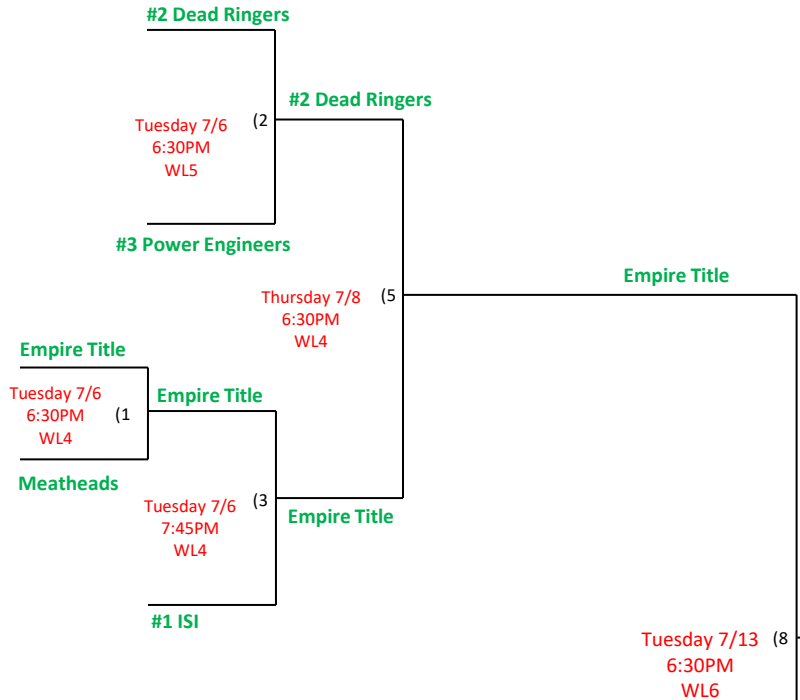 #2 Dead Ringers
#2 Dead Ringers
Tuesday 7/6
6:30PM
WL5
(2
#3 Power Engineers
Empire Title
Thursday 7/8
6:30PM
WL4
(5
Empire Title
Tuesday 7/6
6:30PM
WL4
(1
Empire Title
Meatheads
Tuesday 7/6
7:45PM
WL4
(3
Empire Title
#1 ISI
Tuesday 7/13
6:30PM
WL6
(8